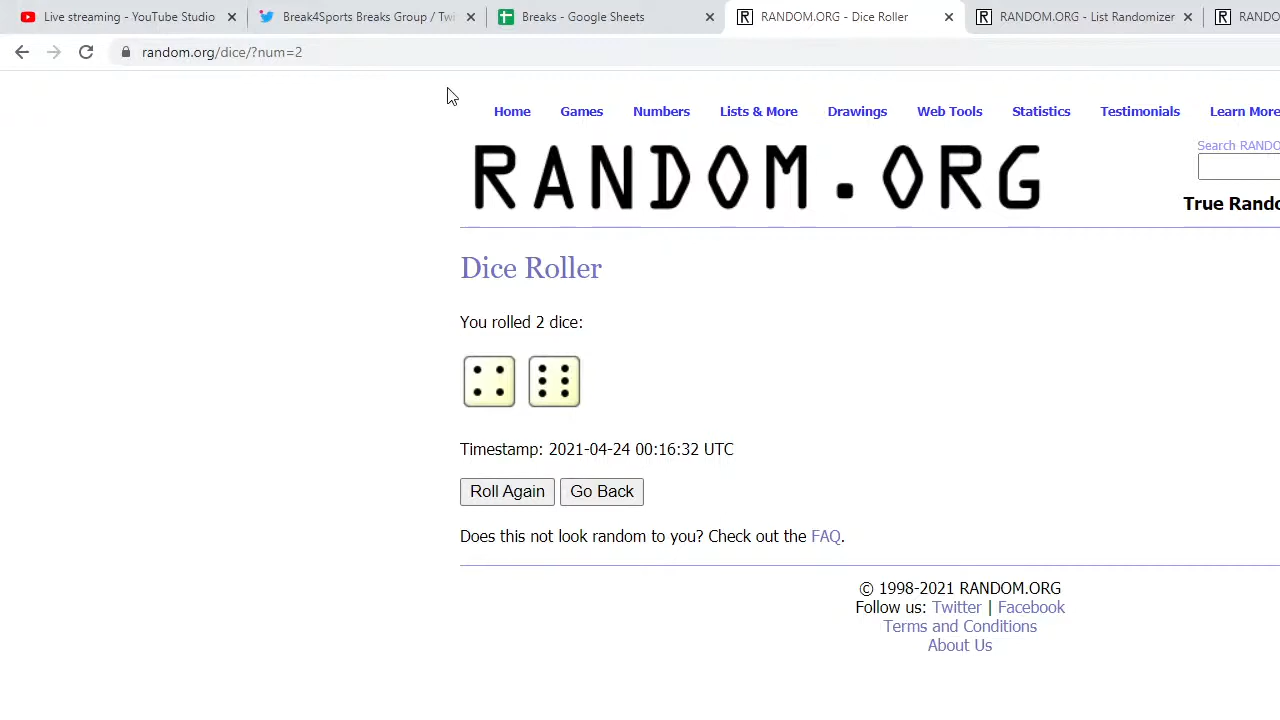 Live streaming - YouTube Studio
Break4Sports Breaks Group / Twi
Breaks - Google Sheets
RANDOM.ORG - Dice Roller
RANDOM.ORG - List Randomizer
RANDO
random.org/dice/?num=2
Home Games Numbers Lists & More Drawings Web Tools Statistics Testimonials Learn More
RANDOM.ORG
Search RANDO
True Rando
Dice Roller
You rolled 2 dice:
Timestamp: 2021-04-24 00:16:32 UTC
Roll Again Go Back
Does this not look random to you? Check out the FAQ.
© 1998-2021 RANDOM.ORG
Follow us: Twitter | Facebook
Terms and Conditions
About Us